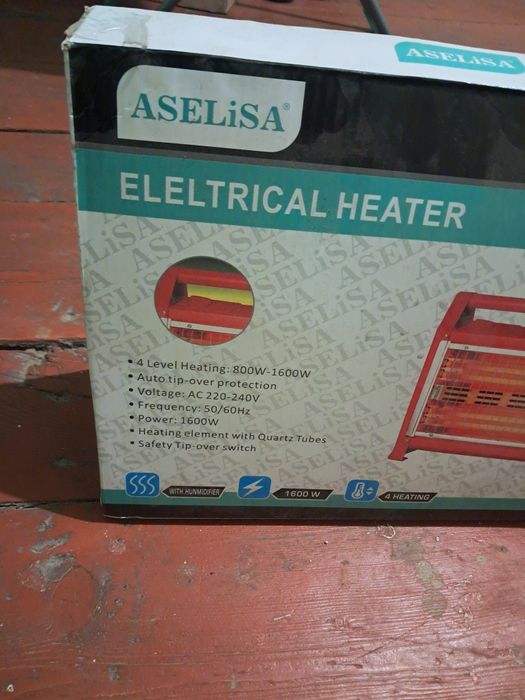 ASELiSA
ASELiSA®
ELELTRICAL HEATER
• 4 Level Heating: 800W-1600W
• Auto tip-over protection
• Voltage: AC 220-240V
• Frequency: 50/60Hz
• Power: 1600W
• Heating element with Quartz Tubes
• Safety Tip-over switch
WITH HUNMIDIFIER
1600 W
4 HEATING